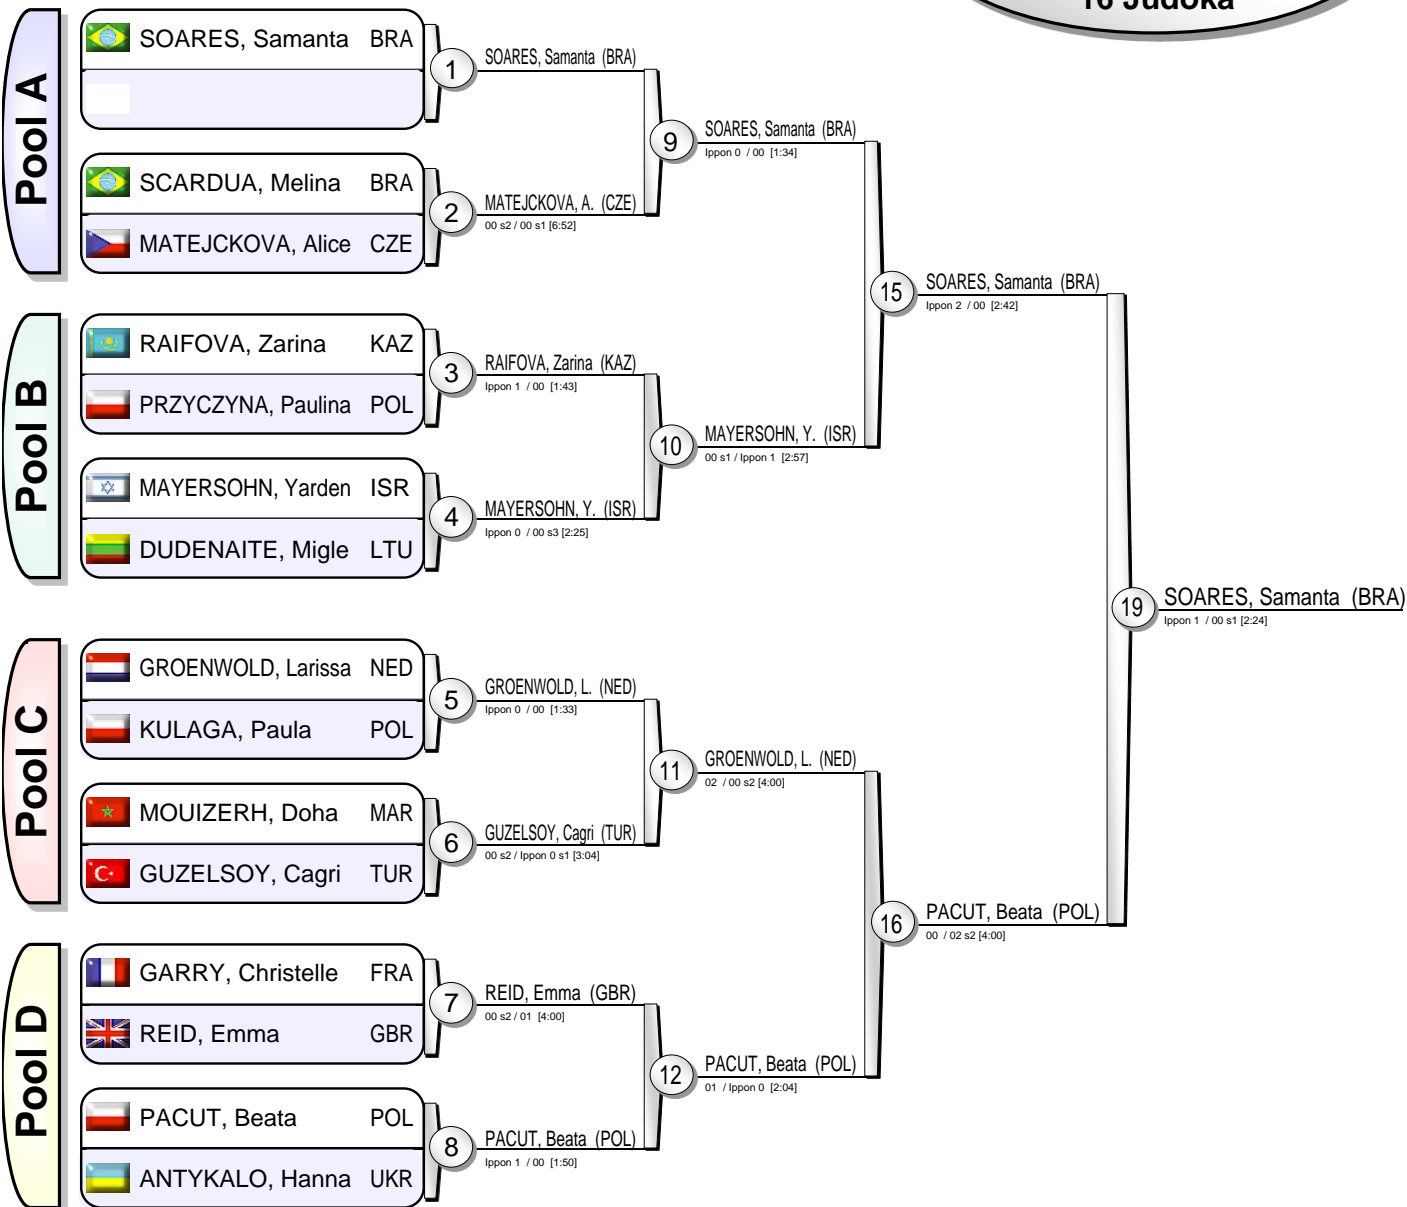 16 Judoka
Pool A
SOARES, Samanta BRA
SCARDUA, Melina BRA
MATEJCKOVA, Alice CZE
Pool B
RAIFOVA, Zarina KAZ
PRZYCZYNA, Paulina POL
MAYERSOHN, Yarden ISR
DUDENAITE, Migle LTU
Pool C
GROENWOLD, Larissa NED
KULAGA, Paula POL
MOUIZERH, Doha MAR
GUZELSOY, Cagri TUR
Pool D
GARRY, Christelle FRA
REID, Emma GBR
PACUT, Beata POL
ANTYKALO, Hanna UKR
1
SOARES, Samanta (BRA)
2
MATEJCKOVA, A. (CZE)
00 s2 / 00 s1 [6:52]
3
RAIFOVA, Zarina (KAZ)
Ippon 1 / 00 [1:43]
4
MAYERSOHN, Y. (ISR)
Ippon 0 / 00 s3 [2:25]
5
GROENWOLD, L. (NED)
Ippon 0 / 00 [1:33]
6
GUZELSOY, Cagri (TUR)
00 s2 / Ippon 0 s1 [3:04]
7
REID, Emma (GBR)
00 s2 / 01 [4:00]
8
PACUT, Beata (POL)
Ippon 1 / 00 [1:50]
9
SOARES, Samanta (BRA)
Ippon 0 / 00 [1:34]
10
MAYERSOHN, Y. (ISR)
00 s1 / Ippon 1 [2:57]
11
GROENWOLD, L. (NED)
02 / 00 s2 [4:00]
12
PACUT, Beata (POL)
01 / Ippon 0 [2:04]
15
SOARES, Samanta (BRA)
Ippon 2 / 00 [2:42]
16
PACUT, Beata (POL)
00 / 02 s2 [4:00]
19
SOARES, Samanta (BRA)
Ippon 1 / 00 s1 [2:24]